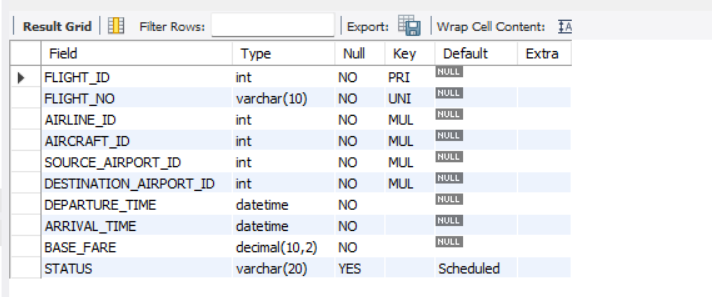 Result Grid Filter Rows: Export: Wrap Cell Content: IA
Field Type Null Key Default Extra
FLIGHT_ID int NO PRI NULL
FLIGHT_NO varchar(10) NO UNI NULL
AIRLINE_ID int NO MUL NULL
AIRCRAFT_ID int NO MUL NULL
SOURCE_AIRPORT_ID int NO MUL NULL
DESTINATION_AIRPORT_ID int NO MUL NULL
DEPARTURE_TIME datetime NO NULL
ARRIVAL_TIME datetime NO NULL
BASE_FARE decimal(10,2) NO NULL
STATUS varchar(20) YES Scheduled